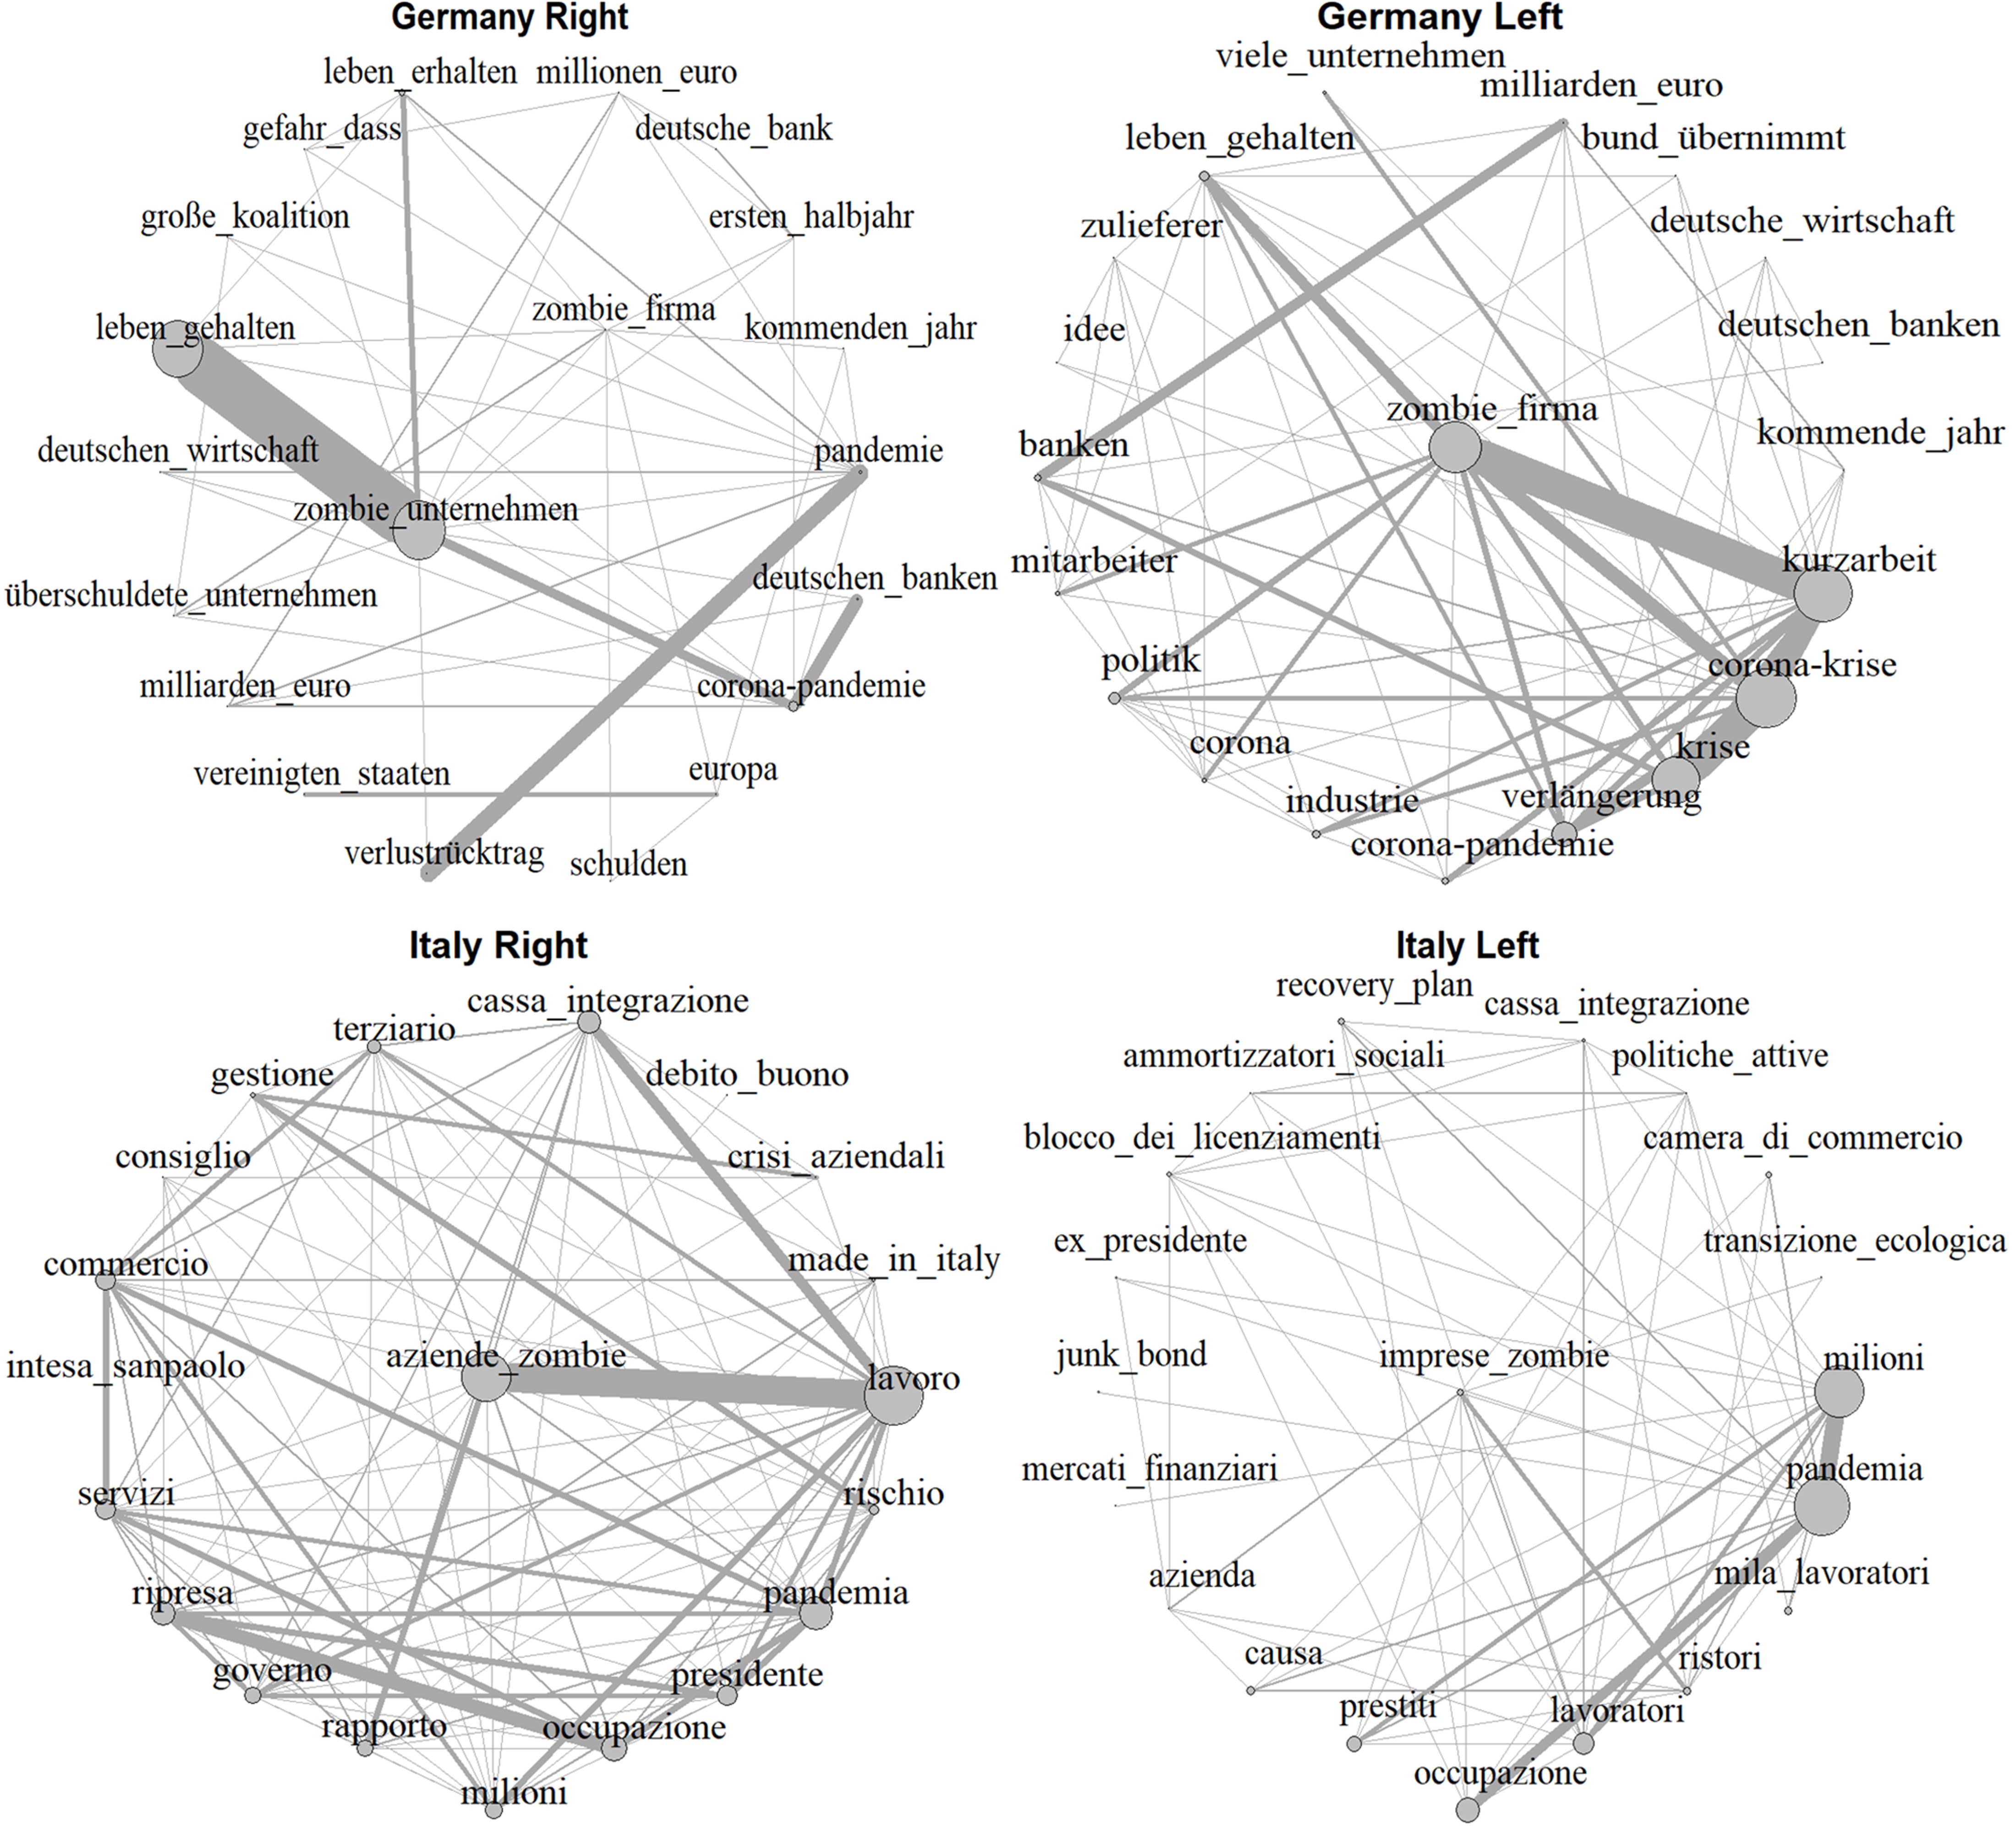 Germany Right
leben_erhalten
millionen_euro
gefahr_dass
deutsche_bank
große_koalition
ersten_halbjahr
zombie_firma
leben_gehalten
kommenden_jahr
deutschen_wirtschaft
pandemie
zombie_unternehmen
deutschen_banken
überschuldete_unternehmen
milliarden_euro
corona-pandemie
vereinigten_staaten
europa
verlustrücktrag
schulden
Germany Left
viele_unternehmen
milliarden_euro
leben_gehalten
bund_übernimmt
zulieferer
deutsche_wirtschaft
idee
deutschen_banken
zombie_firma
banken
kommende_jahr
mitarbeiter
kurzarbeit
politik
corona-krise
corona
krise
industrie
verlängerung
corona-pandemie
Italy Right
cassa_integrazione
terziario
gestione
debito_buono
consiglio
crisi_aziendali
commercio
made_in_italy
intesa_sanpaolo
aziende_zombie
lavoro
servizi
rischio
ripresa
pandemia
governo
presidente
rapporto
occupazione
milioni
Italy Left
recovery_plan
cassa_integrazione
ammortizzatori_sociali
politiche_attive
blocco_dei_licenziamenti
camera_di_commercio
ex_presidente
transizione_ecologica
junk_bond
imprese_zombie
milioni
mercati_finanziari
pandemia
azienda
mila_lavoratori
causa
ristori
prestiti
lavoratori
occupazione